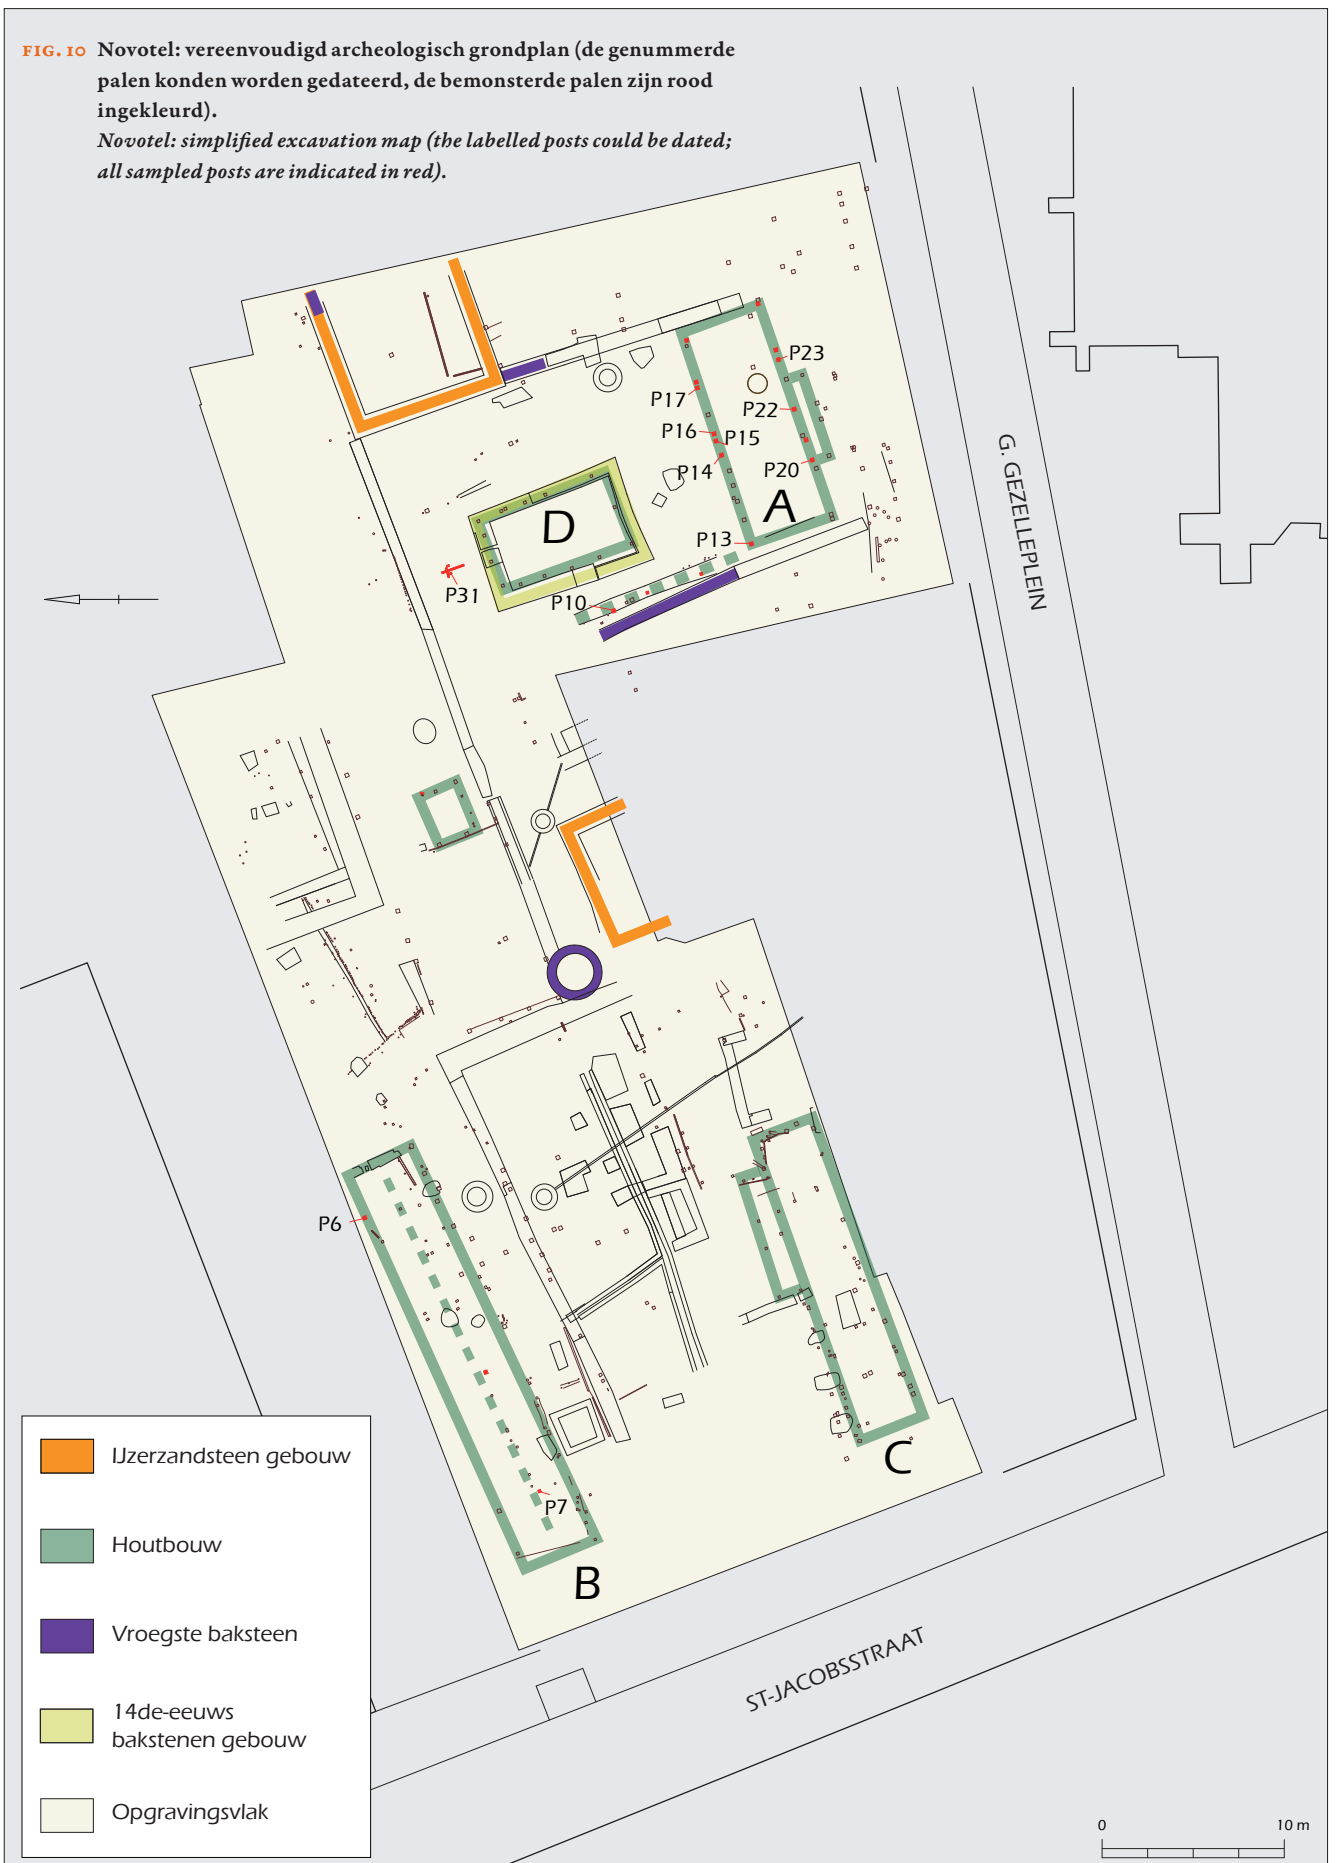 FIG. 10 Novotel: vereenvoudigd archeologisch grondplan (de genummerde
palen konden worden gedateerd, de bemonsterde palen zijn rood
ingekleurd).
Novotel: simplified excavation map (the labelled posts could be dated;
all sampled posts are indicated in red).
P23
P17
P22
P16
P15
P14
P20
A
P13
D
P31
P10
G. GEZELLEPLEIN
P6
P7
B
C
ST-JACOBSSTRAAT
IJzerzandsteen gebouw
Houtbouw
Vroegste baksteen
14de-eeuws
bakstenen gebouw
Opgravingsvlak
0 10 m